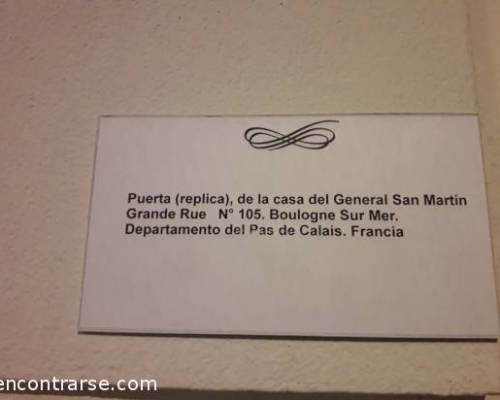 Puerta (replica), de la casa del General San Martin
Grande Rue N° 105. Boulogne Sur Mer.
Departamento del Pas de Calais. Francia
encontrarse.com